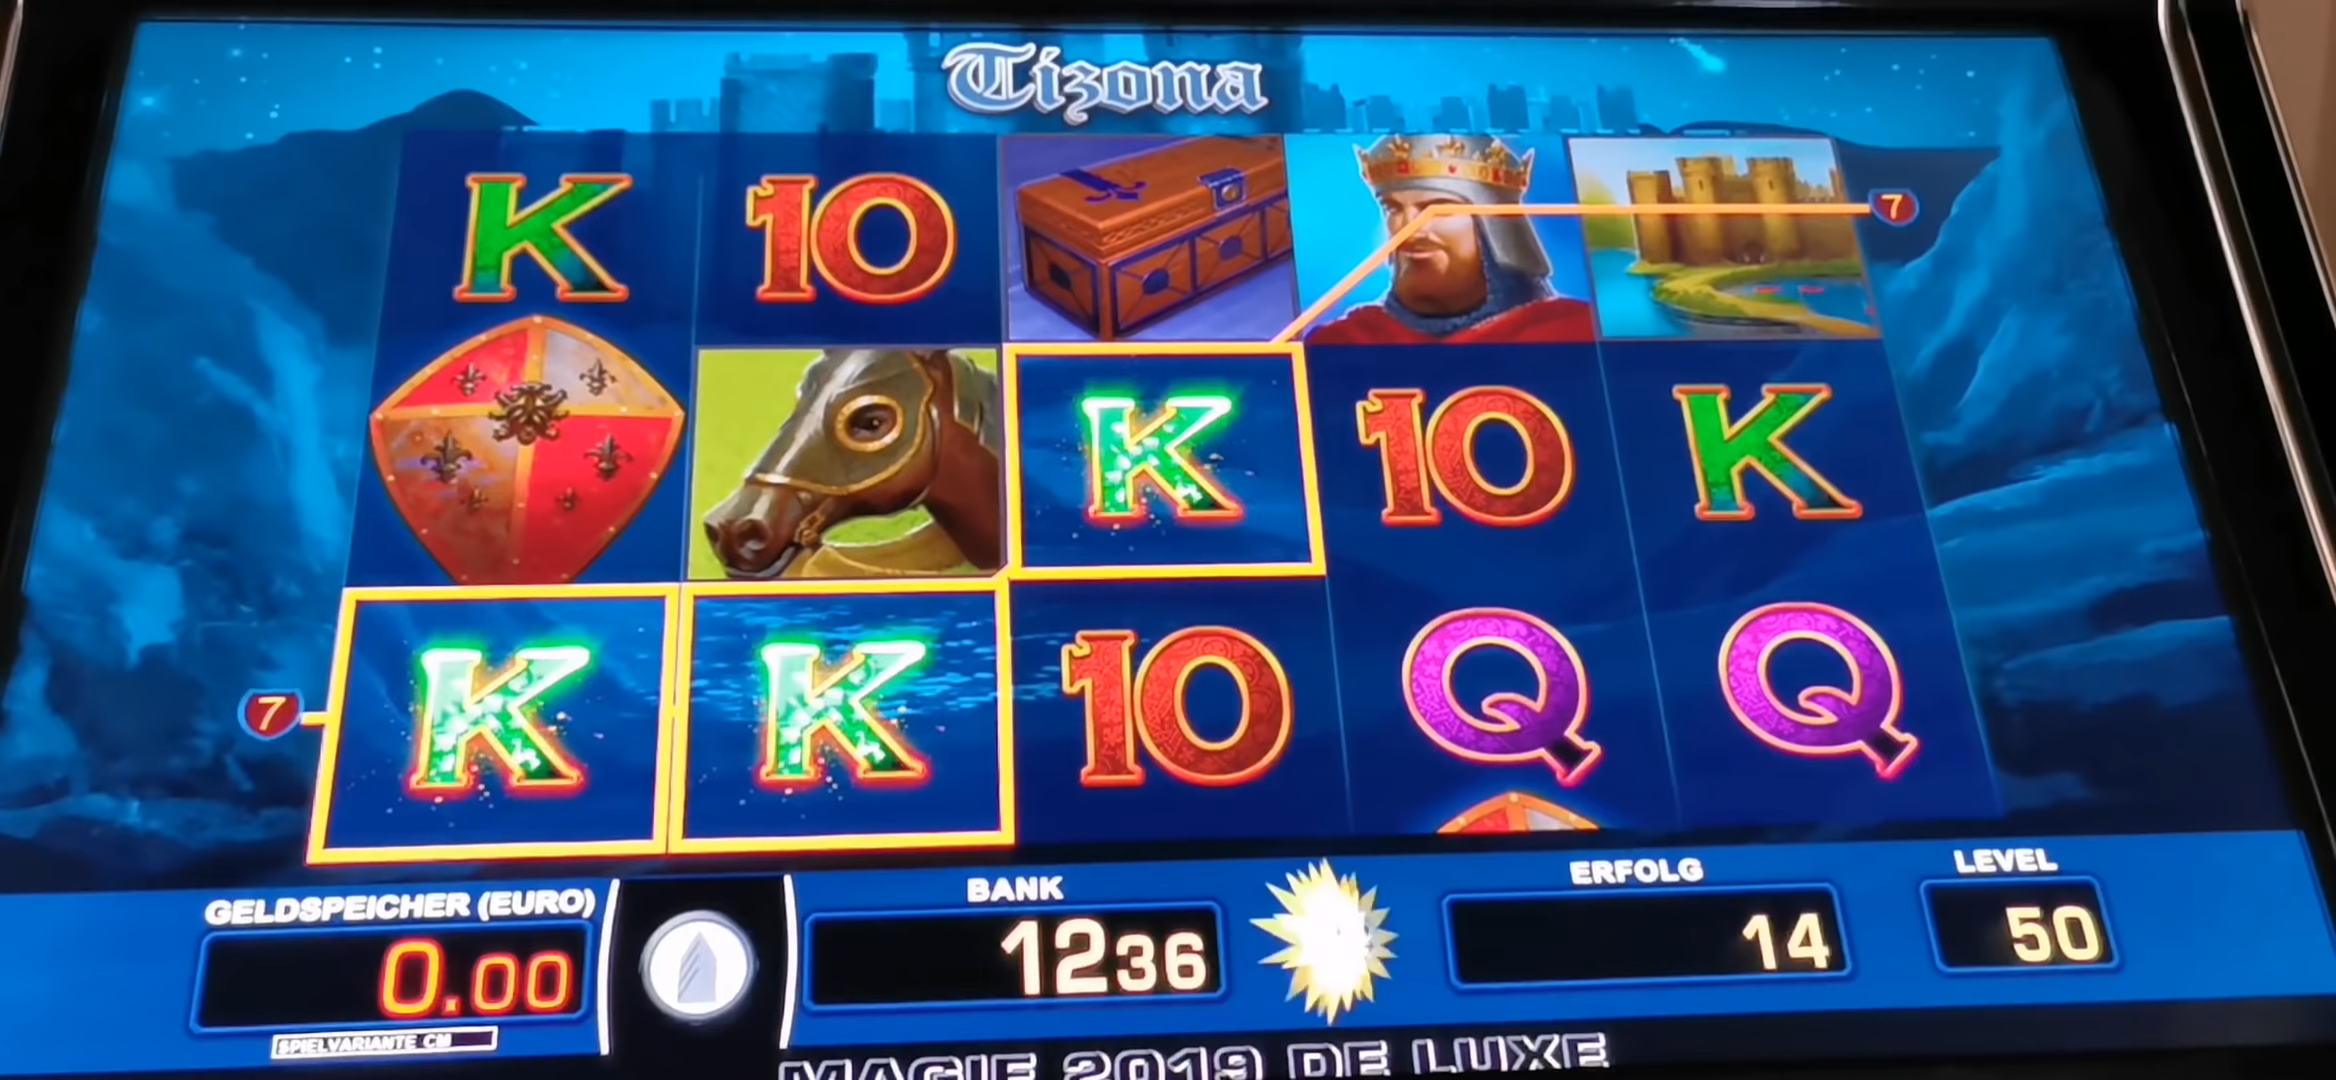 Tizona
K 10
7
K 10 K
7 K K 10 Q Q
GELDSPEICHER (EURO) BANK ERFOLG LEVEL
0.00 1236 14 50
SPIELVARIANTE CM
MAGIE 2019 DE LUXE